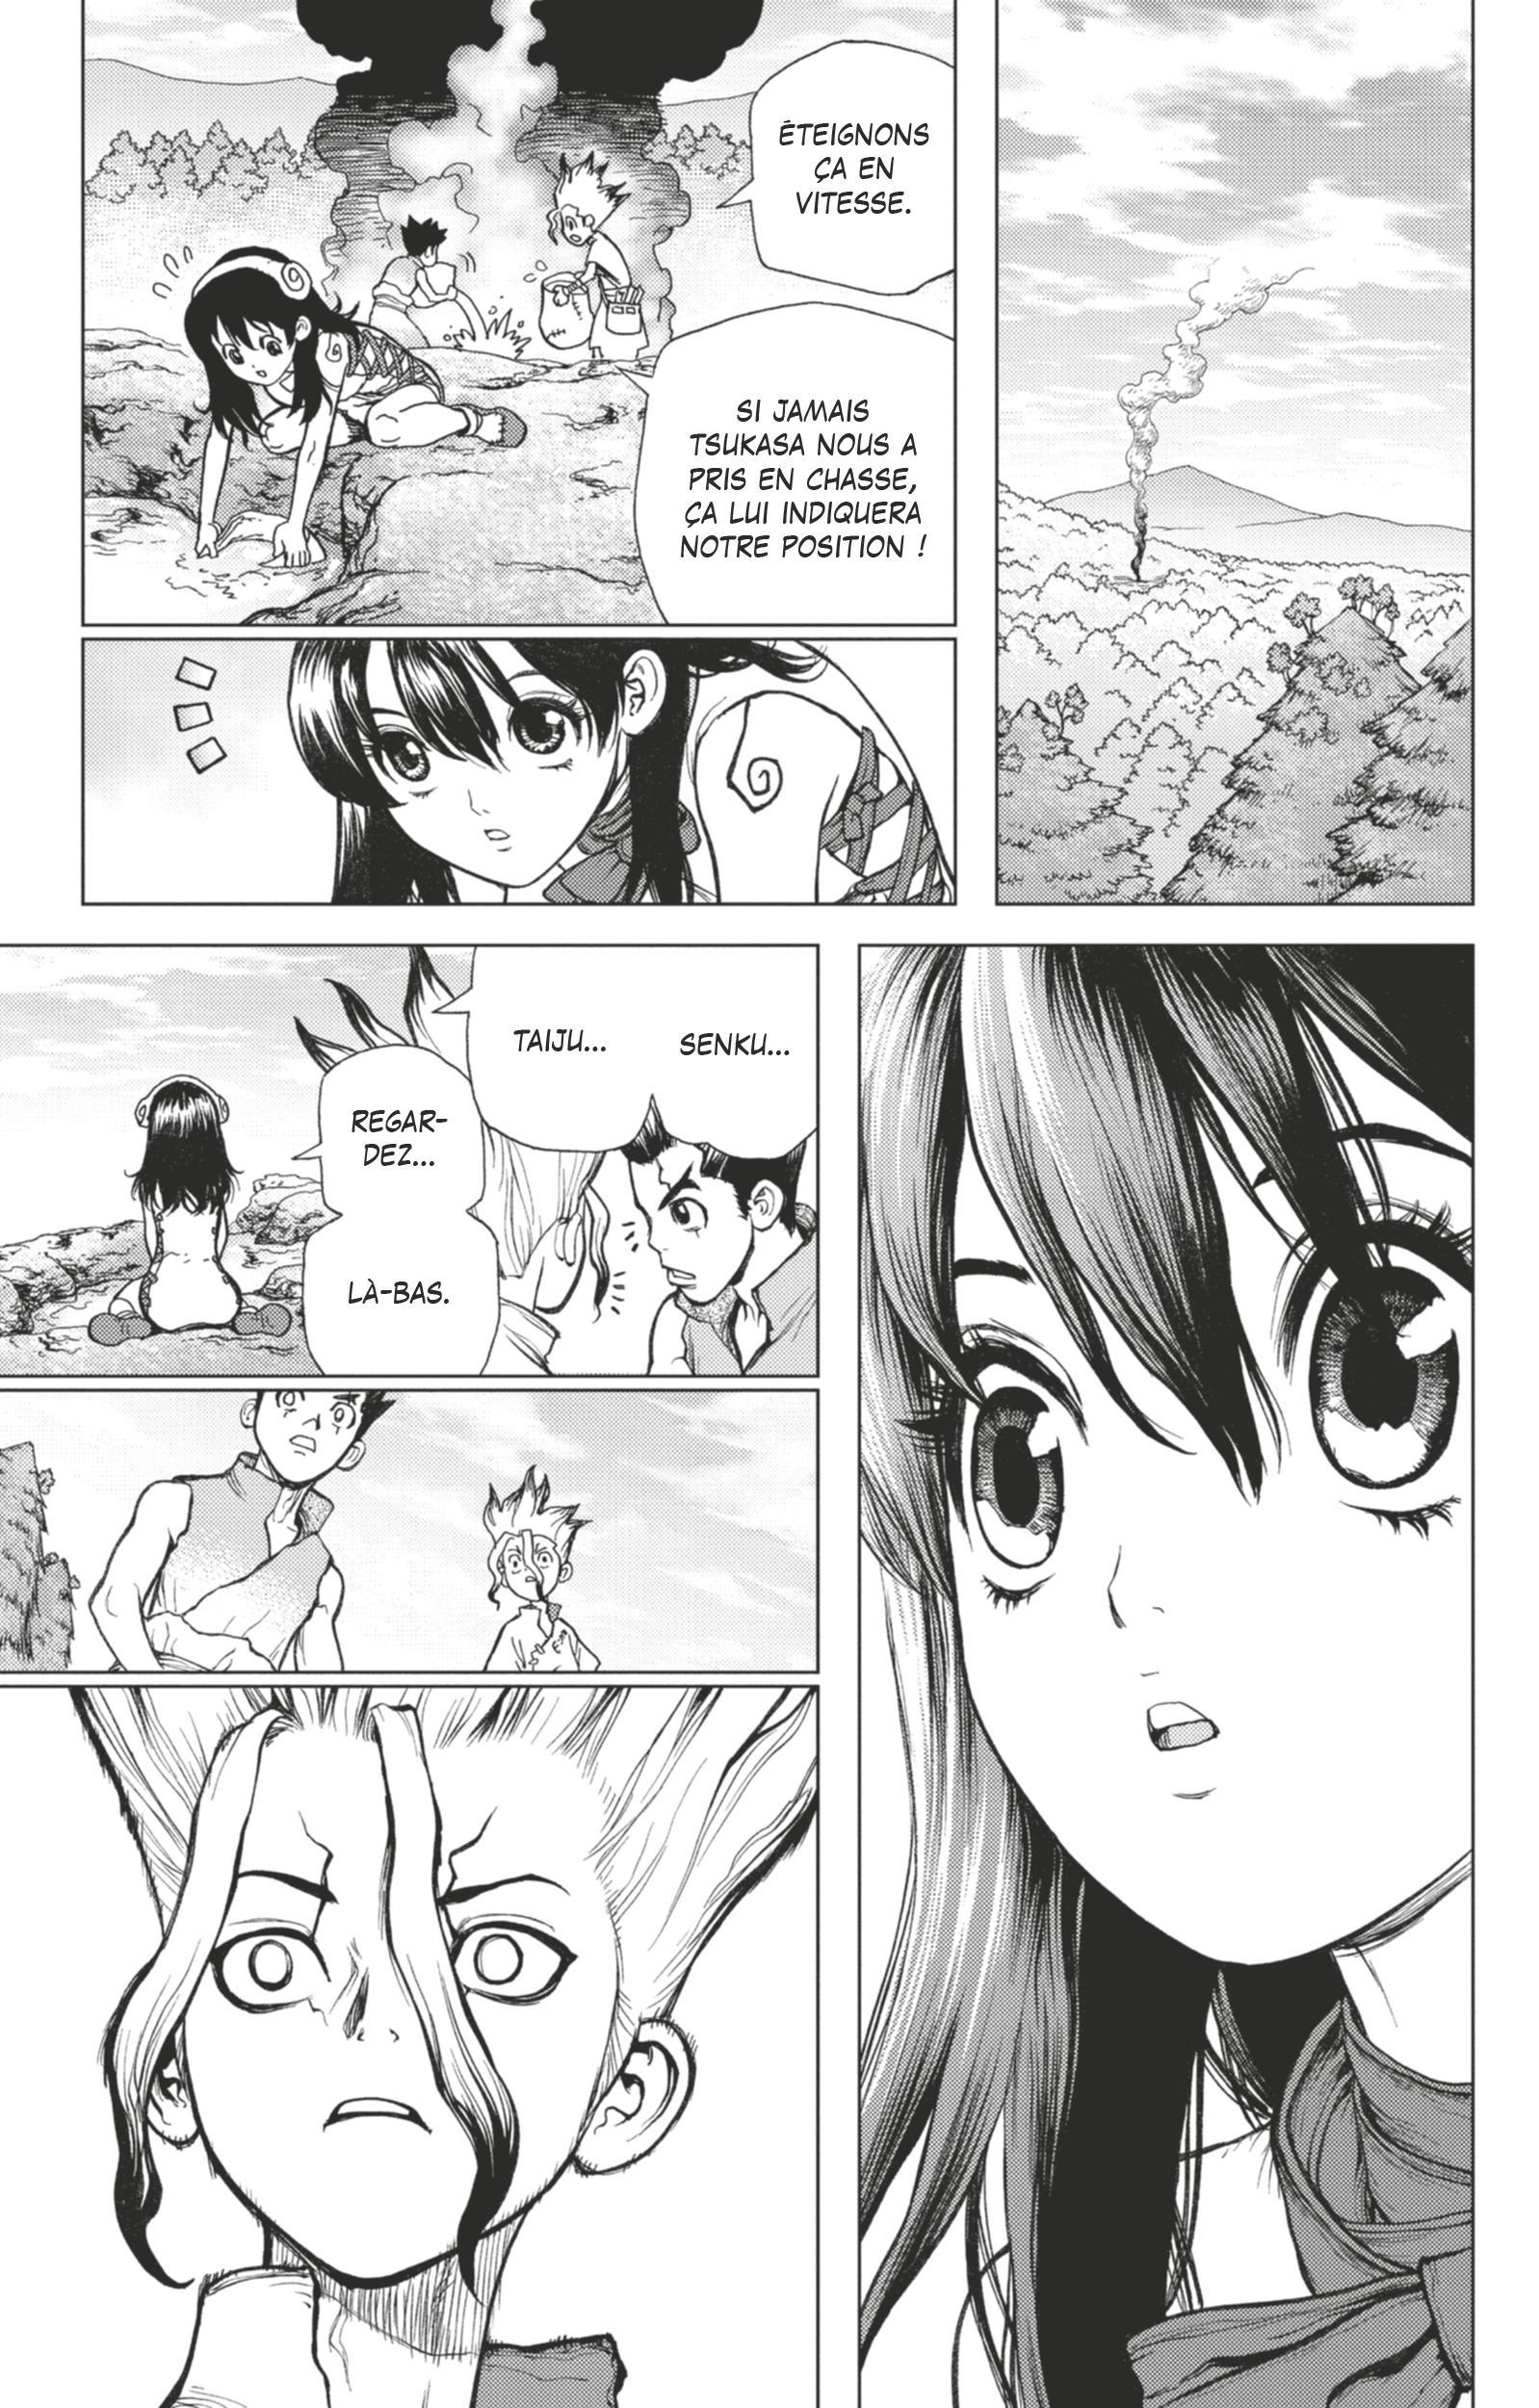 ÉTEIGNONS
ÇA EN
VITESSE.
SI JAMAIS
TSUKASA NOUS A
PRIS EN CHASSE,
ÇA LUI INDIQUERA
NOTRE POSITION !
SENKU...
TAIJU...
REGAR-
DEZ...
LÀ-BAS.